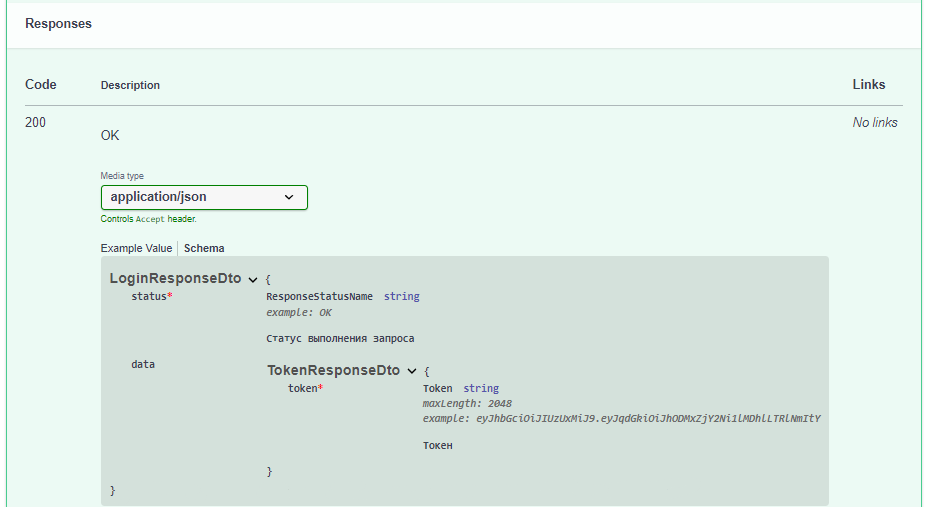 Responses
Code Description Links
200 OK No links
Media type
application/json
Controls Accept header.
Example Value Schema
LoginResponseDto {
status* ResponseStatusName string
example: OK
Статус выполнения запроса
data TokenResponseDto {
token* Token string
maxLength: 2048
example: eyJhbGciOiJIUzUxMiJ9.eyJqdGkiOiJhODMxZjY2Ni1lMDhlLTRlNmItY
Токен
}
}